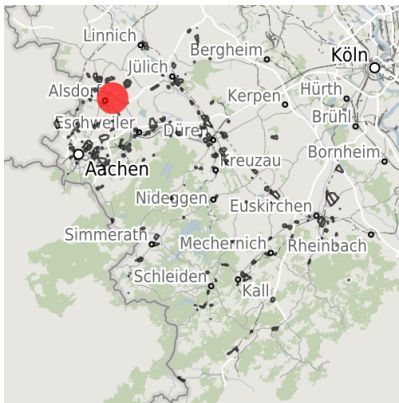 Linnich
Bergheim
Köln
Jülich
Alsdorf
Kerpen
Hürth
Eschweiler
Düren
Brühl
Aachen
Kreuzau
Bornheim
Nideggen
Euskirchen
Simmerath
Mechernich
Rheinbach
Schleiden
Kall